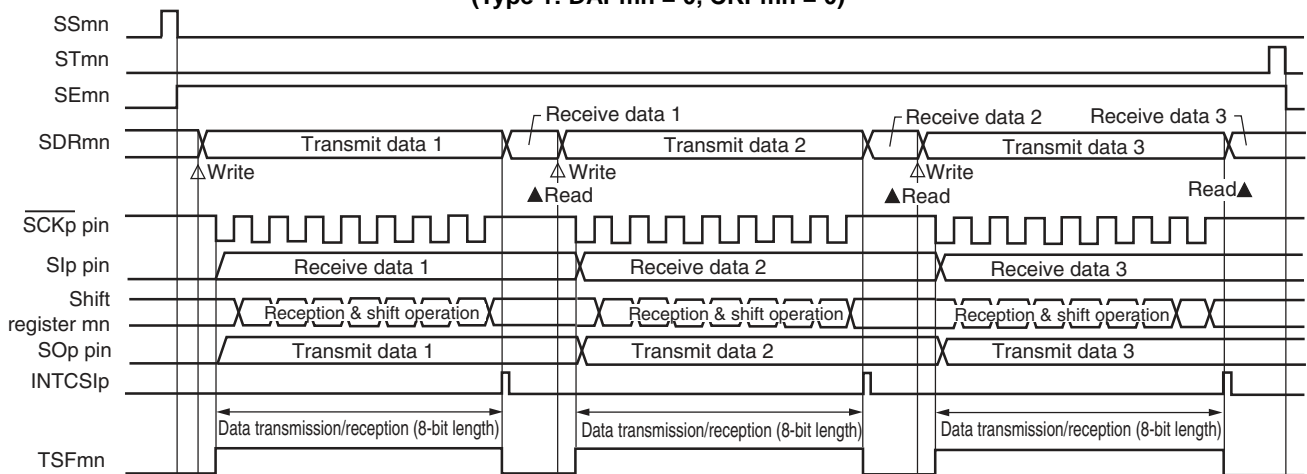 (Type 1: DAPmn = 0, CKPmn = 0)
SSmn
STmn
SEmn
Receive data 1
Receive data 2
Receive data 3
SDRmn
Transmit data 1
Transmit data 2
Transmit data 3
△Write
△Write
△Write
▲Read
▲Read
Read▲
SCKp pin
SIp pin
Receive data 1
Receive data 2
Receive data 3
Shift
register mn
Reception & shift operation
Reception & shift operation
Reception & shift operation
SOp pin
Transmit data 1
Transmit data 2
Transmit data 3
INTCSIp
Data transmission/reception (8-bit length)
Data transmission/reception (8-bit length)
Data transmission/reception (8-bit length)
TSFmn